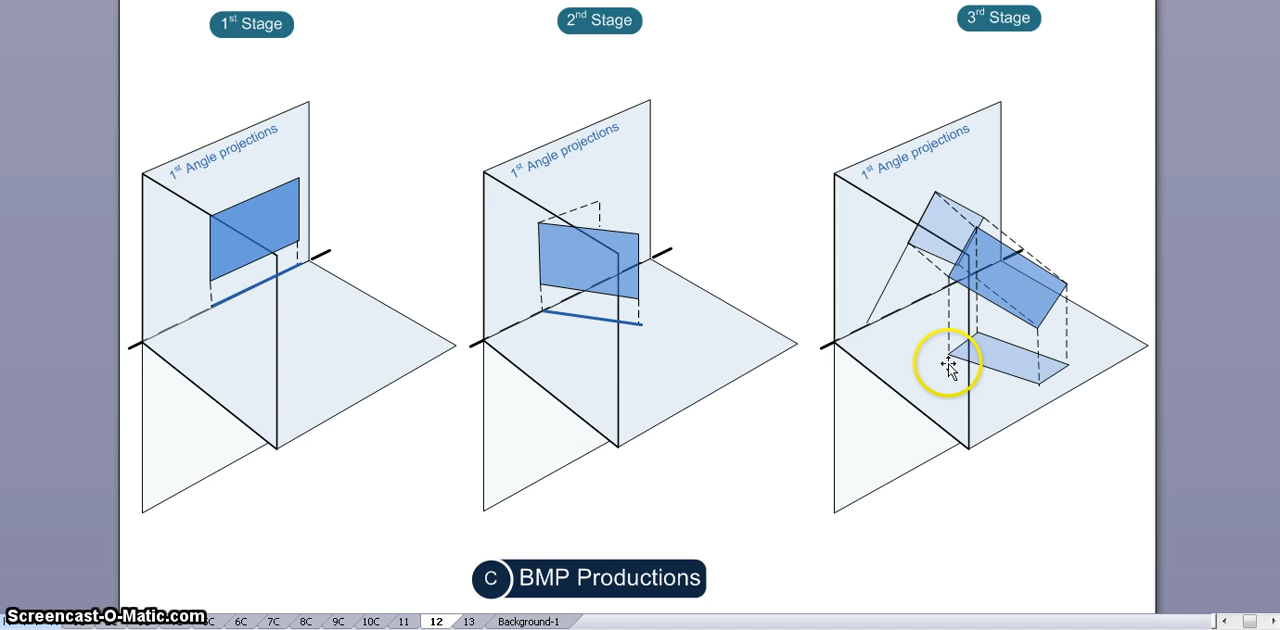 1st Stage
2nd Stage
3rd Stage
1st Angle projections
1st Angle projections
1st Angle projections
C BMP Productions
Screencast-O-Matic.com
6C 7C 8C 9C 10C 11 12 13 Background-1